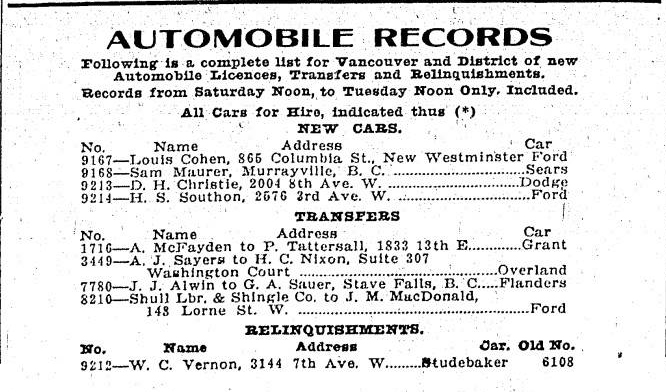 AUTOMOBILE RECORDS
Following is a complete list for Vancouver and District of new
Automobile Licences, Transfers and Relinquishments.
Records from Saturday Noon, to Tuesday Noon Only. Included.
All Cars for Hire, indicated thus (*)
NEW CARS.
No. Name Address Car
9167—Louis Cohen, 865 Columbia St., New Westminster Ford
9168—Sam Maurer, Murrayville, B. C. ........................Sears
9213—D. H. Christie, 2004 8th Ave. W. ......................Dodge
9214—H. S. Southon, 2576 3rd Ave. W. ......................Ford
TRANSFERS
No. Name Address Car
1716—A. McFayden to P. Tattersall, 1833 13th E............Grant
3449—A. J. Sayers to H. C. Nixon, Suite 307
Washington Court ..................................Overland
7780—J. J. Alwin to G. A. Sauer, Stave Falls, B. C.....Flanders
8210—Shull Lbr. & Shingle Co. to J. M. MacDonald,
148 Lorne St. W. ........................................Ford
RELINQUISHMENTS.
No. Name Address Car. Old No.
9212—W. C. Vernon, 3144 7th Ave. W.........Studebaker 6108